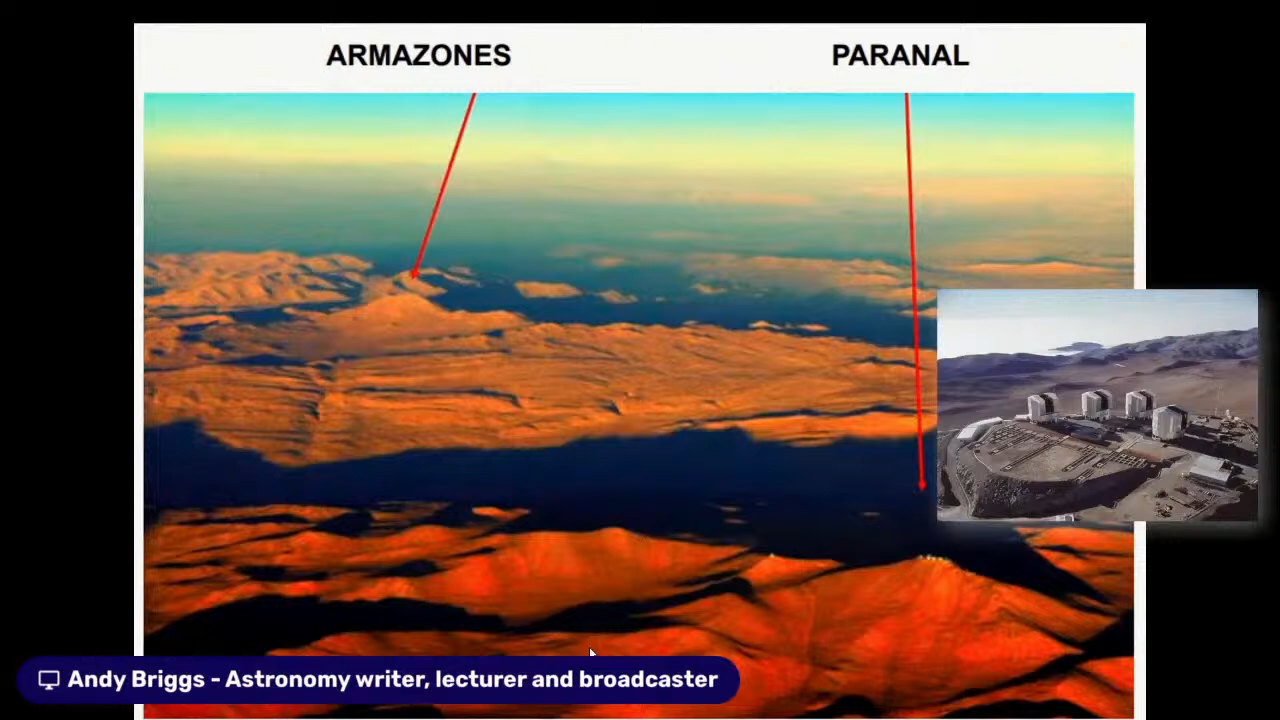 ARMAZONES
PARANAL
Andy Briggs - Astronomy writer, lecturer and broadcaster